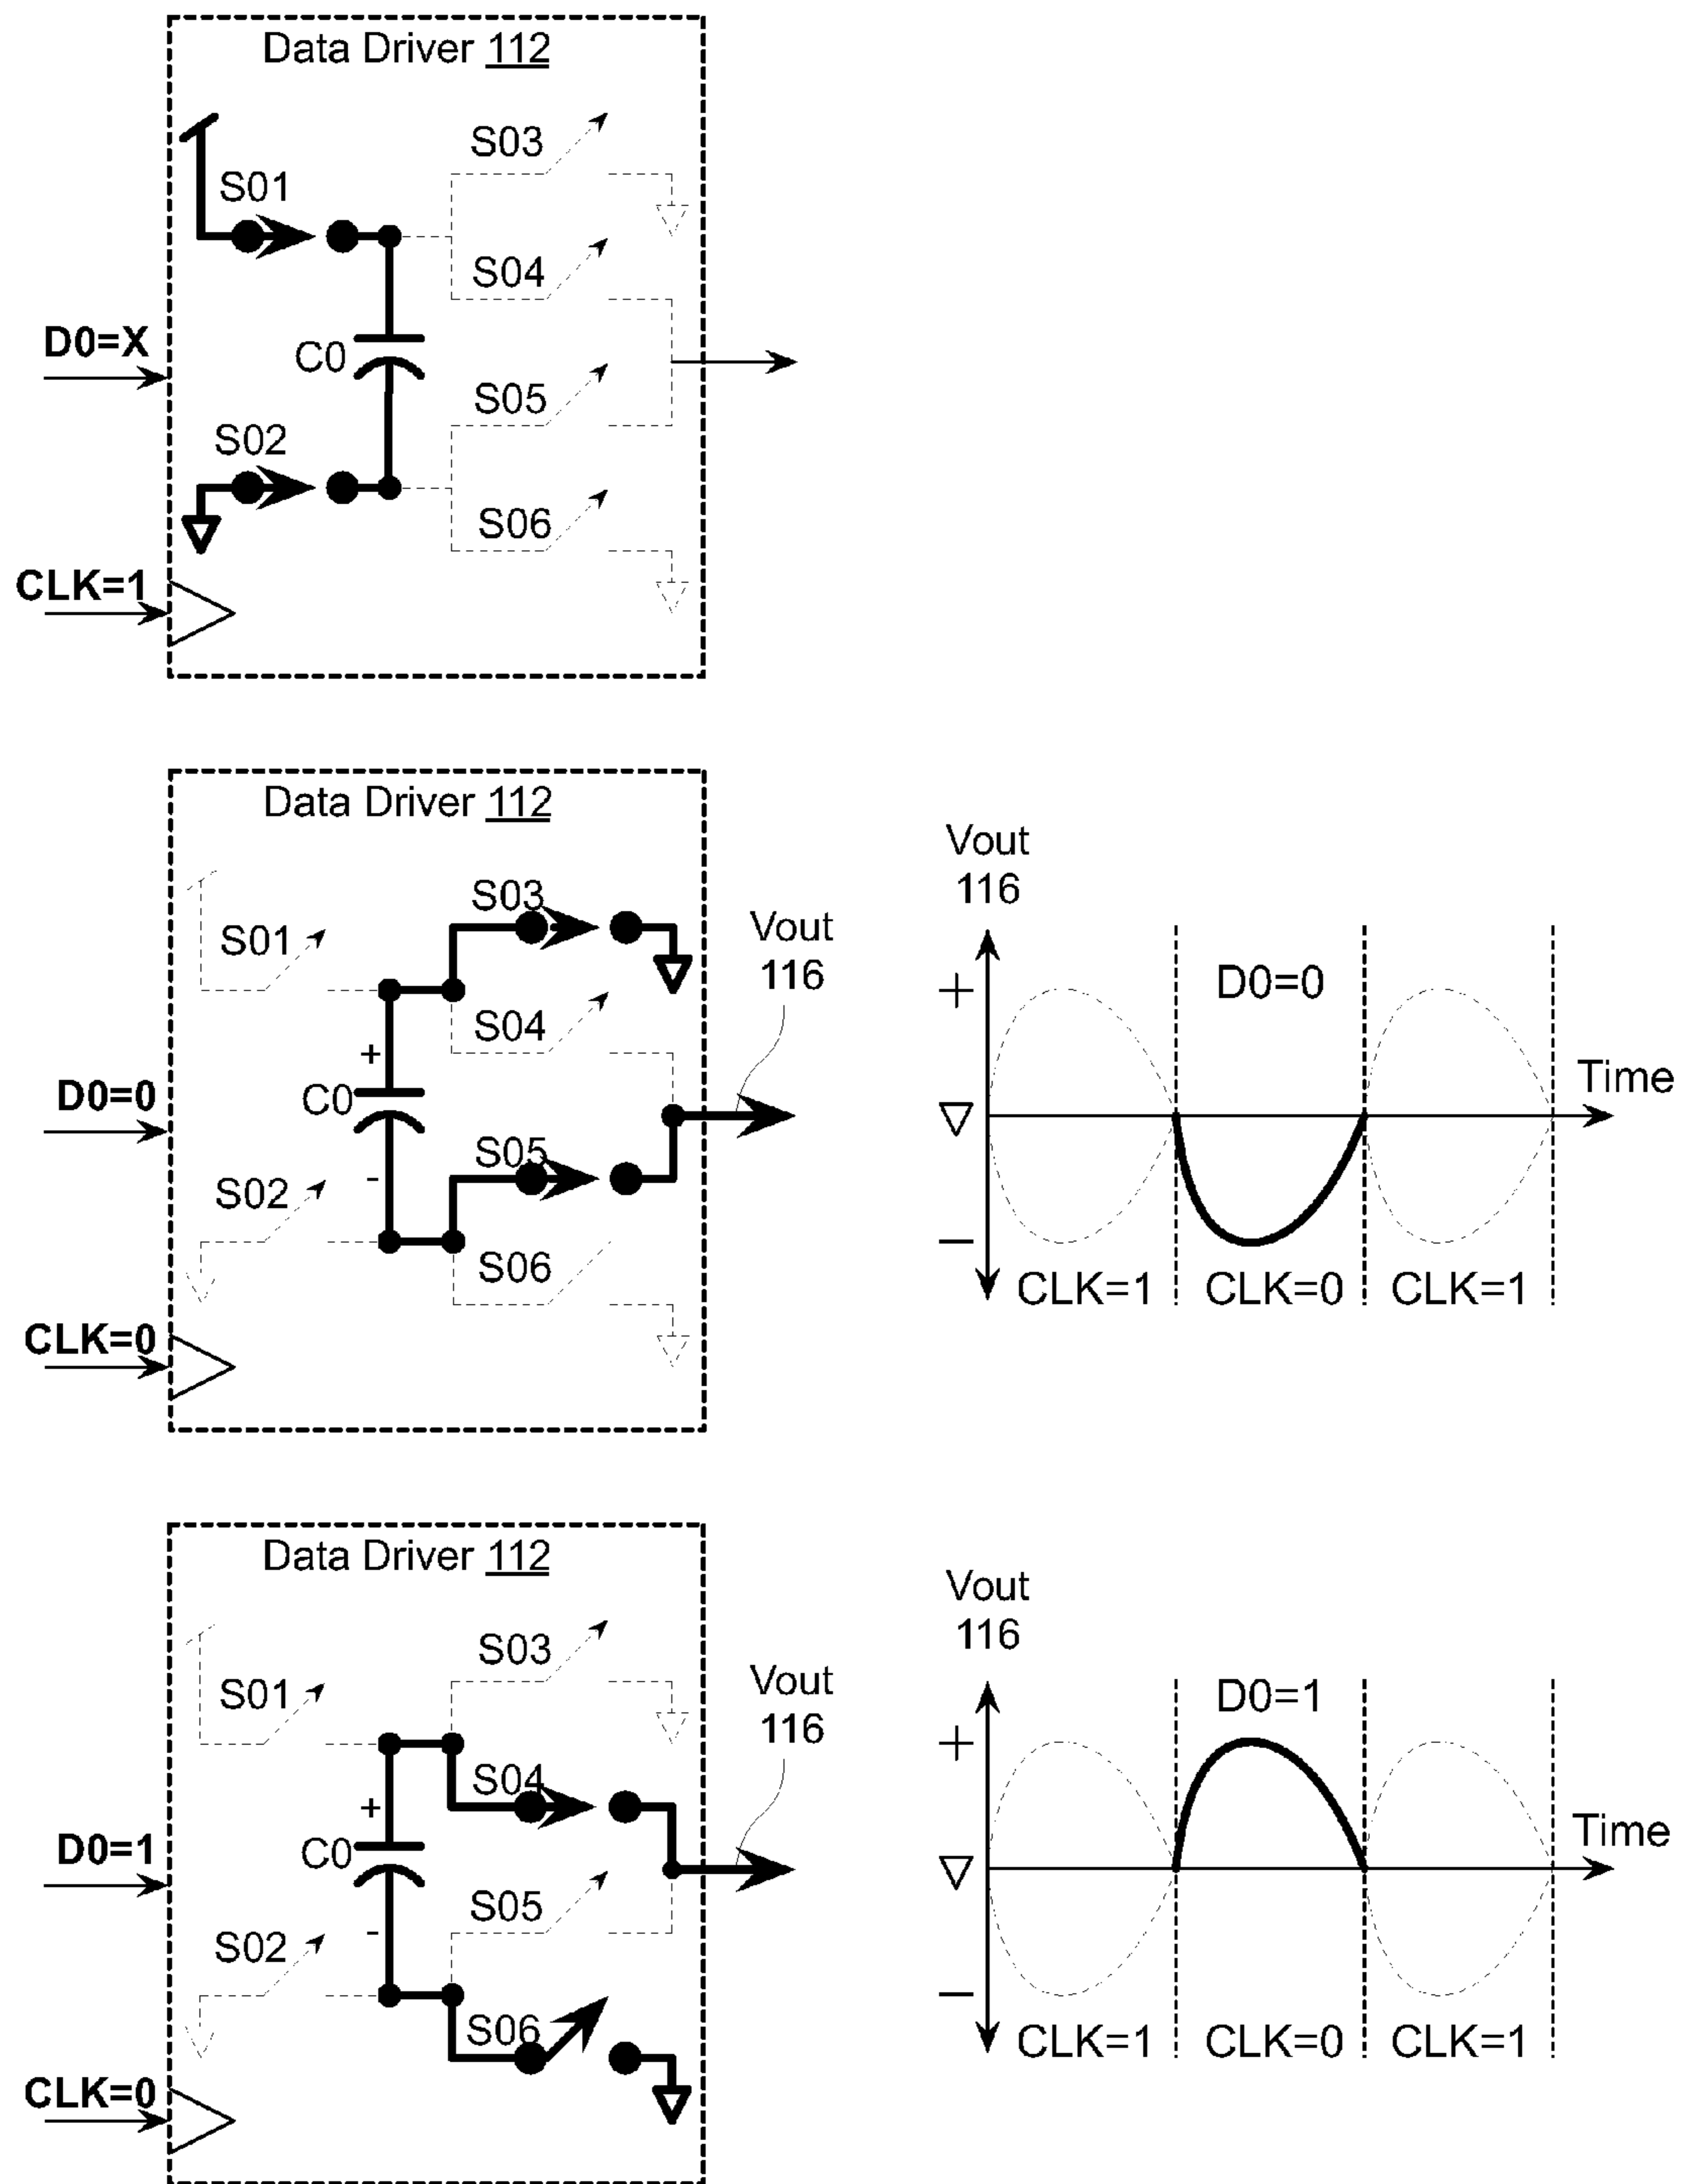 Data Driver 112
S03
S01
S04
D0=X
C0
S05
S02
S06
CLK=1
Data Driver 112
S03
S01
Vout
116
S04
+
D0=0
C0
S05
-
S02
S06
CLK=0
Vout
116
+
D0=0
Time
−
CLK=1
CLK=0
CLK=1
Data Driver 112
S03
S01
Vout
116
S04
+
D0=1
C0
S05
-
S02
S06
CLK=0
Vout
116
D0=1
+
Time
−
CLK=1
CLK=0
CLK=1